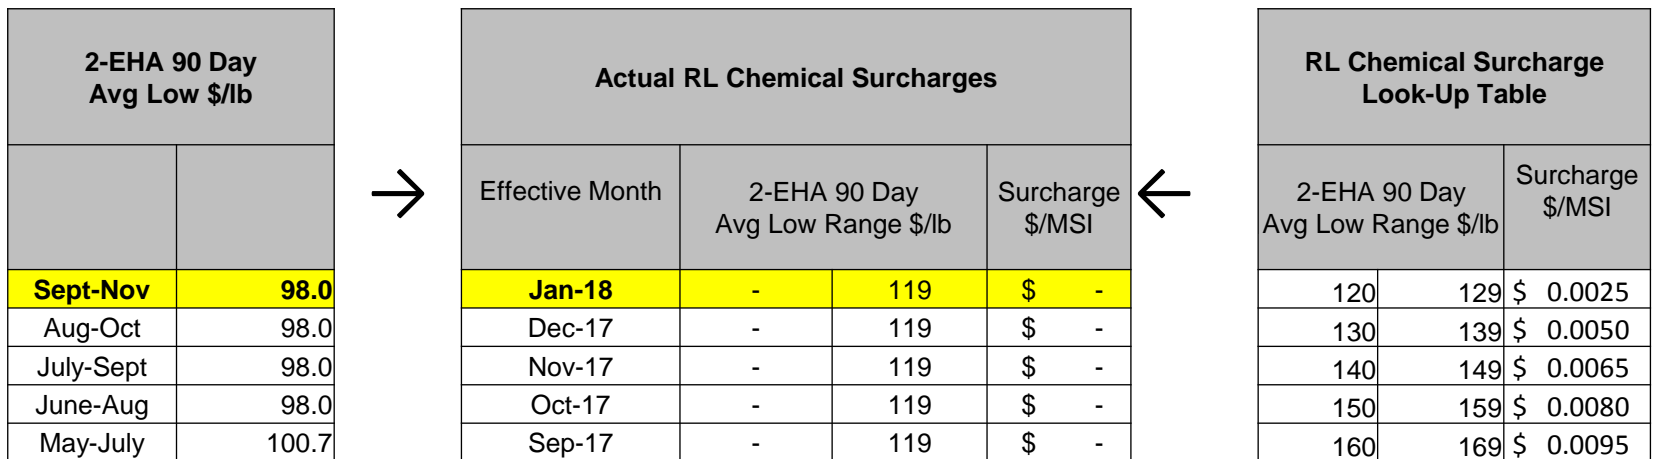 2-EHA 90 Day
Avg Low $/lb
Actual RL Chemical Surcharges
RL Chemical Surcharge
Look-Up Table
Effective Month
2-EHA 90 Day
Avg Low Range $/lb
Surcharge
$/MSI
2-EHA 90 Day
Avg Low Range $/lb
Surcharge
$/MSI
Sept-Nov 98.0 Jan-18 - 119 $ - 120 129 $ 0.0025
Aug-Oct 98.0 Dec-17 - 119 $ - 130 139 $ 0.0050
July-Sept 98.0 Nov-17 - 119 $ - 140 149 $ 0.0065
June-Aug 98.0 Oct-17 - 119 $ - 150 159 $ 0.0080
May-July 100.7 Sep-17 - 119 $ - 160 169 $ 0.0095